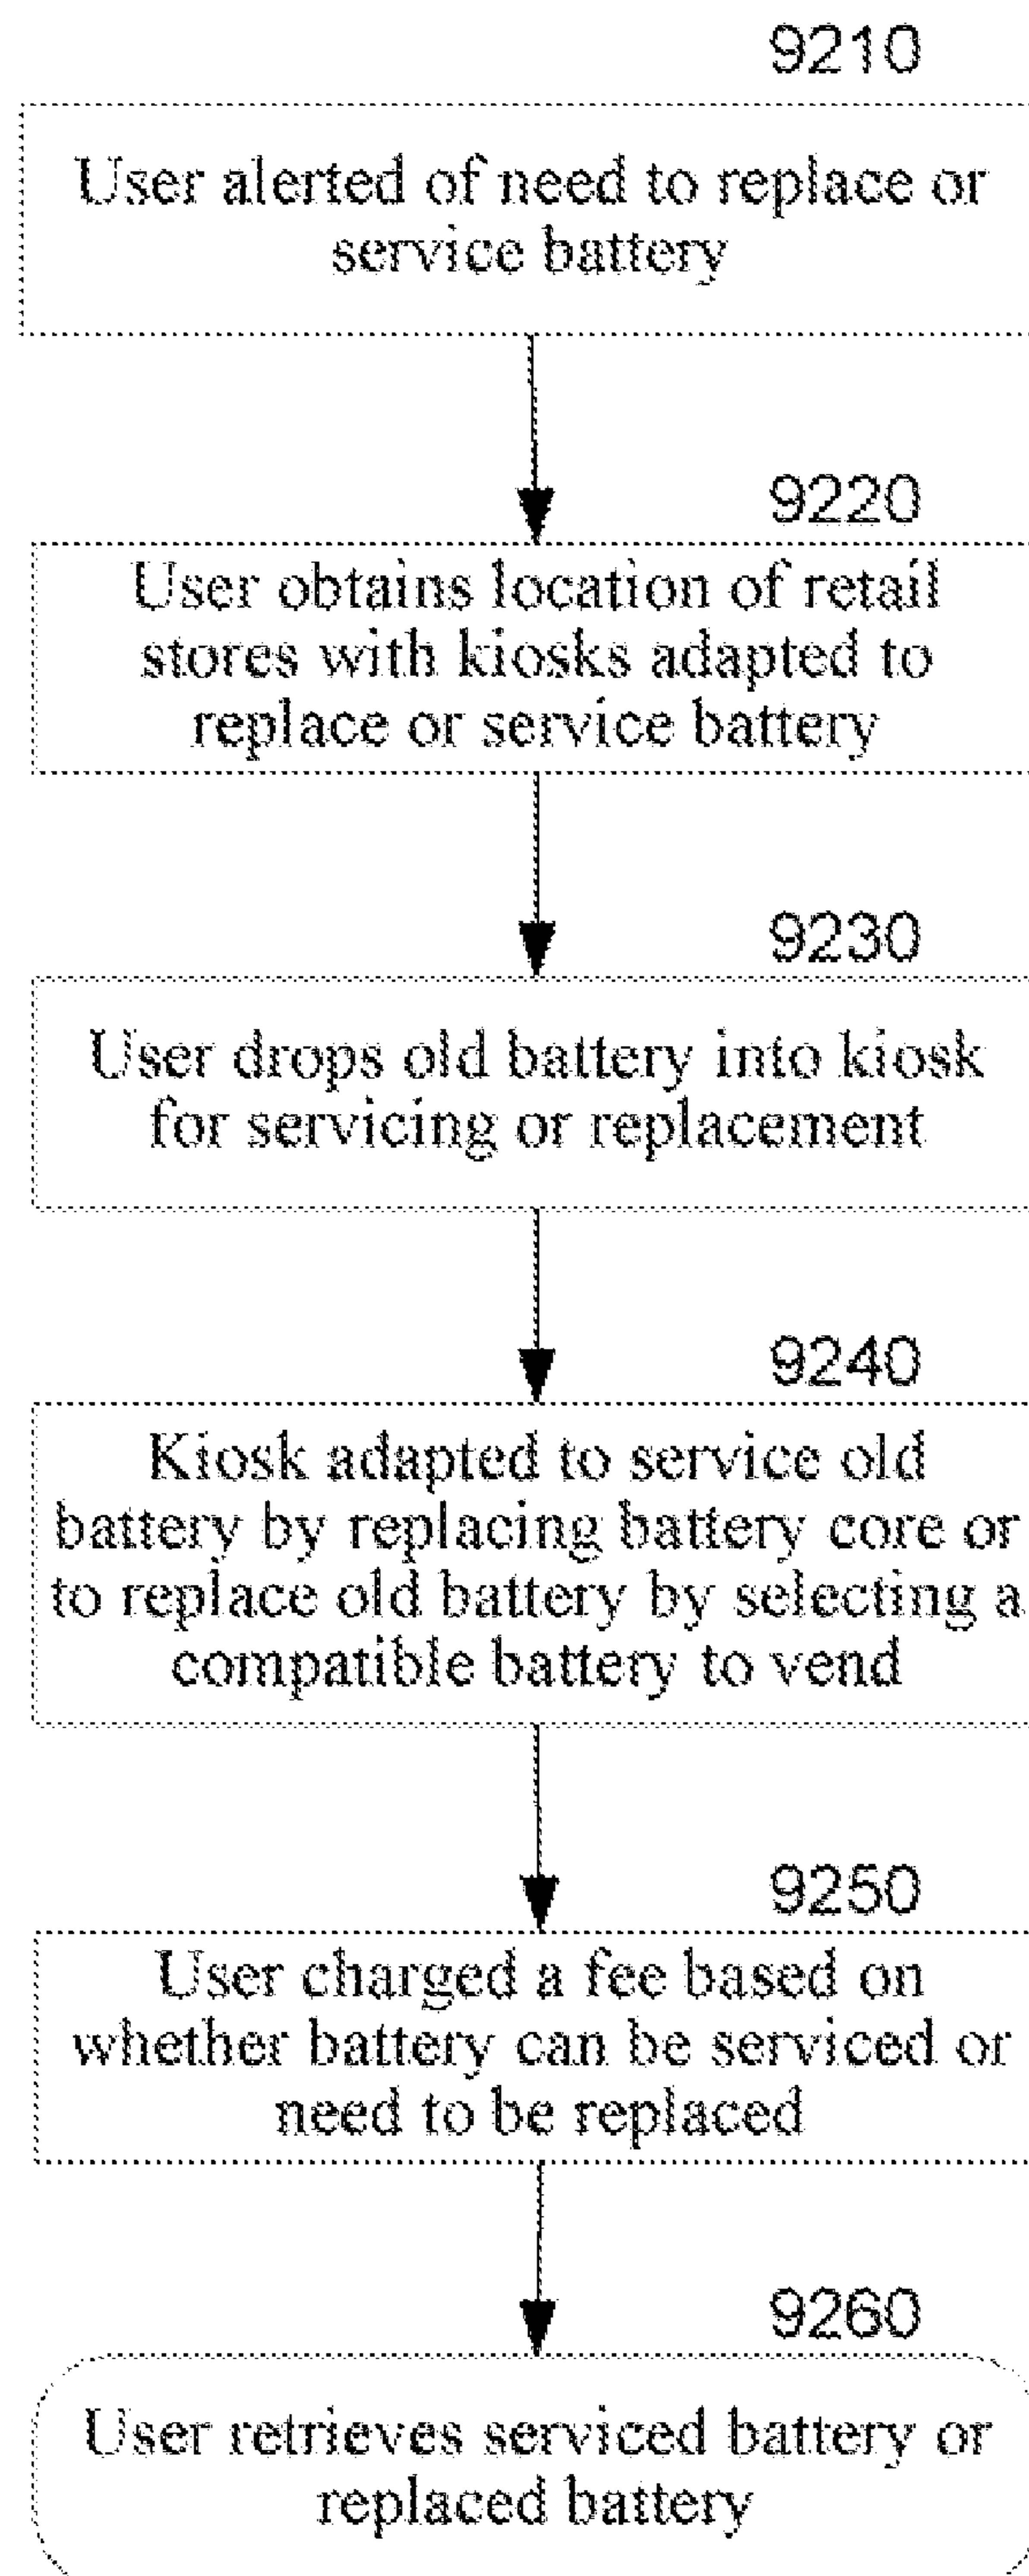 9210
User alerted of need to replace or
service battery
9220
User obtains location of retail
stores with kiosks adapted to
replace or service battery
9230
User drops old battery into kiosk
for servicing or replacement
9240
Kiosk adapted to service old
battery by replacing battery core or
to replace old battery by selecting a
compatible battery to vend
9250
User charged a fee based on
whether battery can be serviced or
need to be replaced
9260
User retrieves serviced battery or
replaced battery